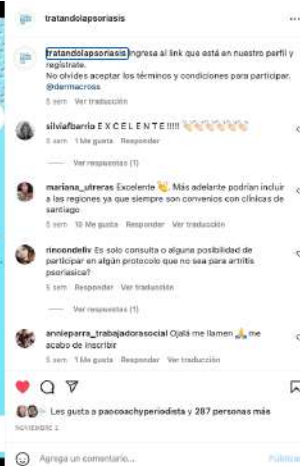 tratandolapsoriasis
tratandolapsoriasis Ingresa al link que está en nuestro perfil y
regístrate.
No olvides aceptar los términos y condiciones para participar.
@dermacross
5 sem Ver traducción
silviafbarrio E X C E L E N T E !!!!! 👏🏻👏🏻👏🏻👏🏻👏🏻👏🏻
5 sem 1 Me gusta Responder
Ver respuestas (1)
mariana_utreras Excelente 👏. Más adelante podrían incluir
a las regiones ya que siempre son convenios con clínicas de
santiago
5 sem 10 Me gusta Responder Ver traducción
rincondeliv Es solo consulta o alguna posibilidad de
participar en algún protocolo que no sea para artritis
psoriasica?
5 sem Responder Ver traducción
Ver respuestas (1)
annieparra_trabajadorasocial Ojalá me llamen 🙏 me
acabo de inscribir
5 sem 1 Me gusta Responder Ver traducción
Les gusta a paocoachyperiodista y 287 personas más
NOVIEMBRE 2
Agrega un comentario...
Publicar